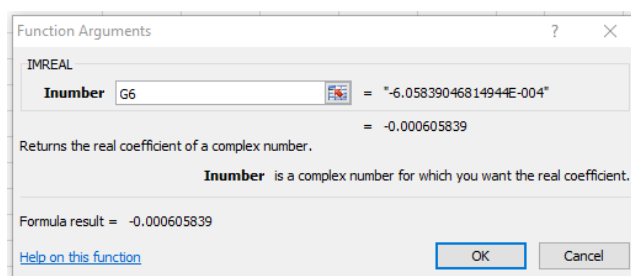 Function Arguments ? ×
IMREAL
Inumber G6 = "-6.05839046814944E-004"
= -0.000605839
Returns the real coefficient of a complex number.
Inumber is a complex number for which you want the real coefficient.
Formula result = -0.000605839
Help on this function OK Cancel